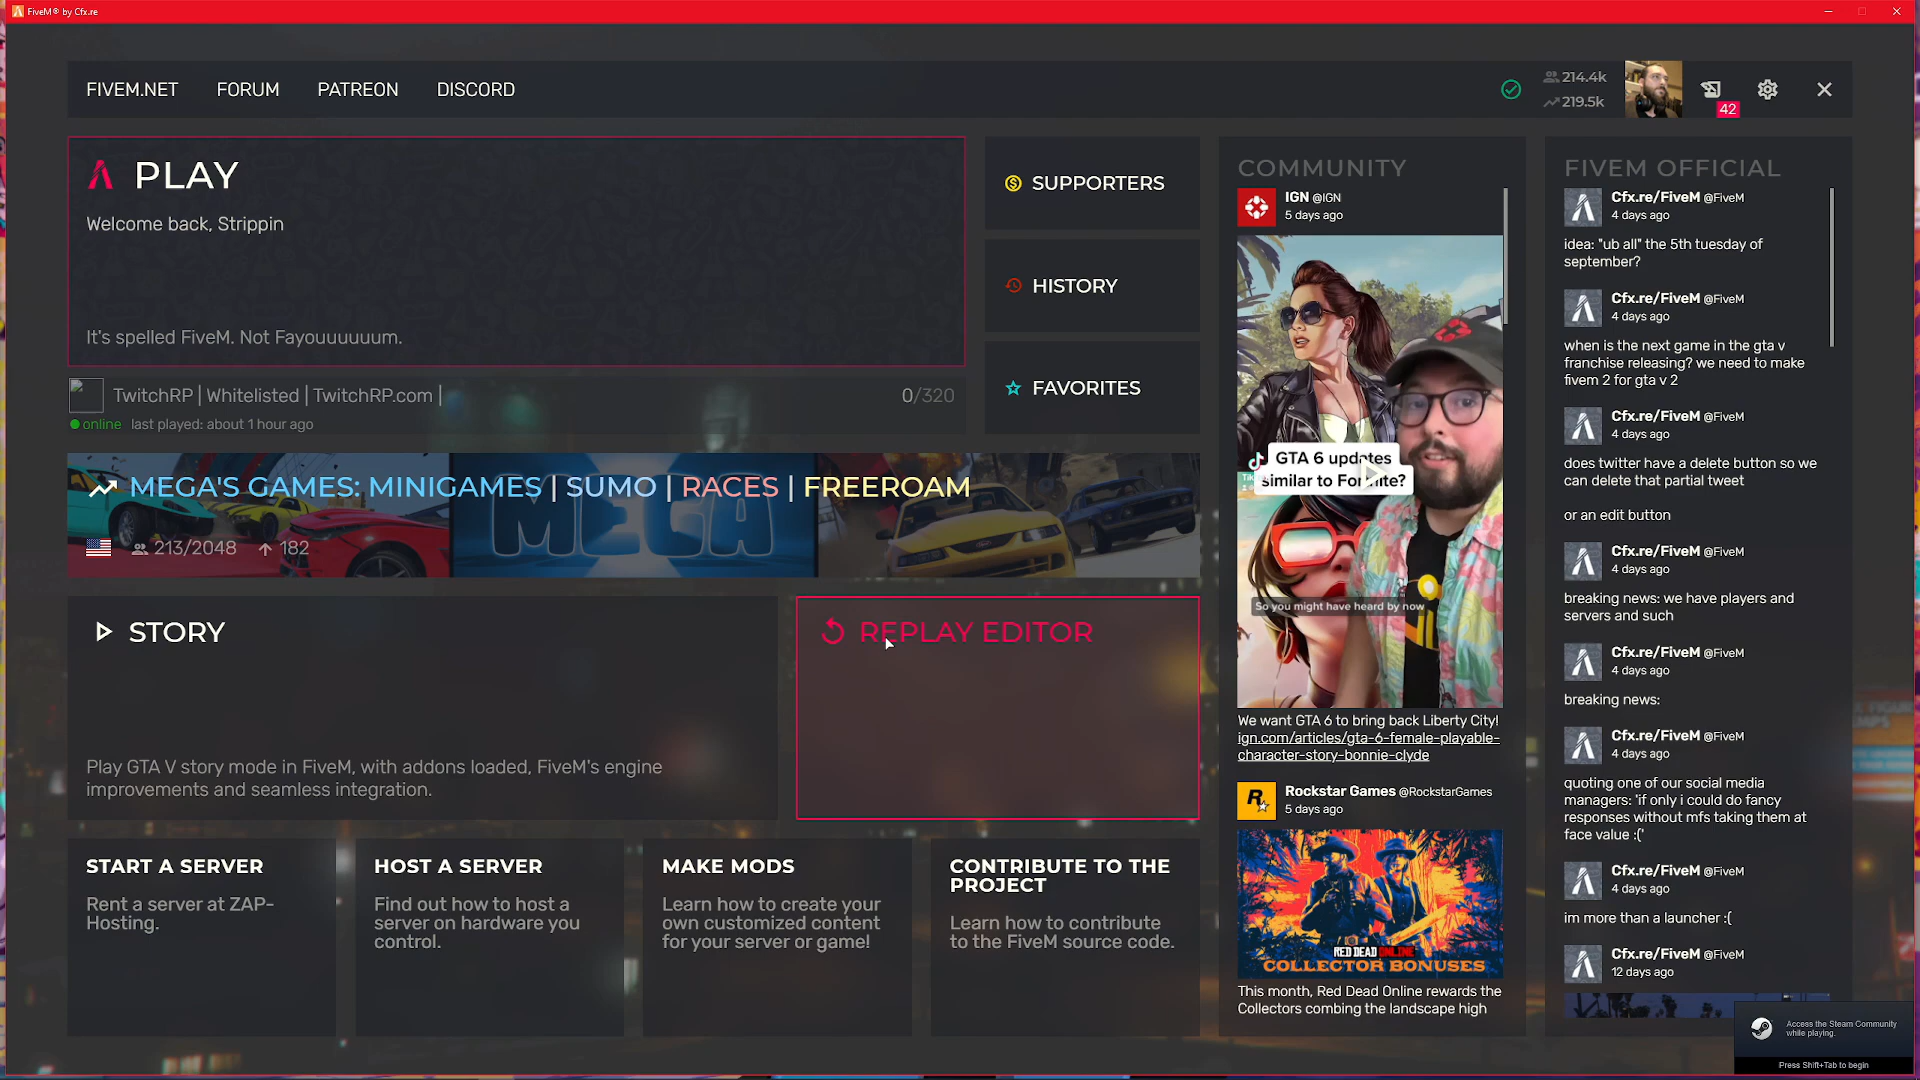 FiveM® by Cfx.re
FIVEM.NET
FORUM
PATREON
DISCORD
214.4k
219.5k
42
PLAY
Welcome back, Strippin
It's spelled FiveM. Not Fayouuuuuum.
TwitchRP | Whitelisted | TwitchRP.com |
0/320
online last played: about 1 hour ago
SUPPORTERS
HISTORY
FAVORITES
MEGA'S GAMES: MINIGAMES | SUMO | RACES | FREEROAM
MEGA
213/2048
182
STORY
Play GTA V story mode in FiveM, with addons loaded, FiveM's engine
improvements and seamless integration.
REPLAY EDITOR
START A SERVER
Rent a server at ZAP-
Hosting.
HOST A SERVER
Find out how to host a
server on hardware you
control.
MAKE MODS
Learn how to create your
own customized content
for your server or game!
CONTRIBUTE TO THE
PROJECT
Learn how to contribute
to the FiveM source code.
COMMUNITY
IGN @IGN
5 days ago
GTA 6 updates
similar to Fortnite?
So you might have heard by now
We want GTA 6 to bring back Liberty City!
ign.com/articles/gta-6-female-playable-
character-story-bonnie-clyde
Rockstar Games @RockstarGames
5 days ago
RED DEAD ONLINE
COLLECTOR BONUSES
This month, Red Dead Online rewards the
Collectors combing the landscape high
FIVEM OFFICIAL
Cfx.re/FiveM @FiveM
4 days ago
idea: "ub all" the 5th tuesday of
september?
Cfx.re/FiveM @FiveM
4 days ago
when is the next game in the gta v
franchise releasing? we need to make
fivem 2 for gta v 2
Cfx.re/FiveM @FiveM
4 days ago
does twitter have a delete button so we
can delete that partial tweet
or an edit button
Cfx.re/FiveM @FiveM
4 days ago
breaking news: we have players and
servers and such
Cfx.re/FiveM @FiveM
4 days ago
breaking news:
Cfx.re/FiveM @FiveM
4 days ago
quoting one of our social media
managers: 'if only i could do fancy
responses without mfs taking them at
face value :('
Cfx.re/FiveM @FiveM
4 days ago
im more than a launcher :(
Cfx.re/FiveM @FiveM
12 days ago
Access the Steam Community
while playing.
Press Shift+Tab to begin